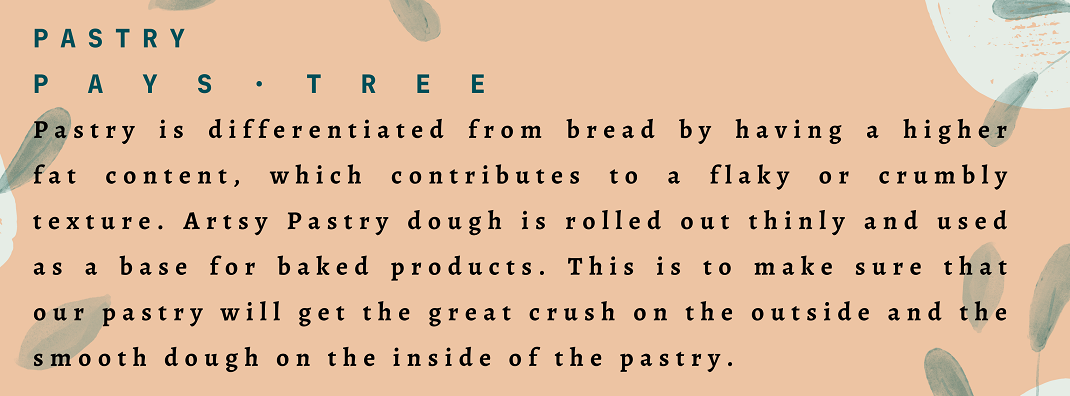 PASTRY
PAYS·TREE
Pastry is differentiated from bread by having a higher
fat content, which contributes to a flaky or crumbly
texture. Artsy Pastry dough is rolled out thinly and used
as a base for baked products. This is to make sure that
our pastry will get the great crush on the outside and the
smooth dough on the inside of the pastry.